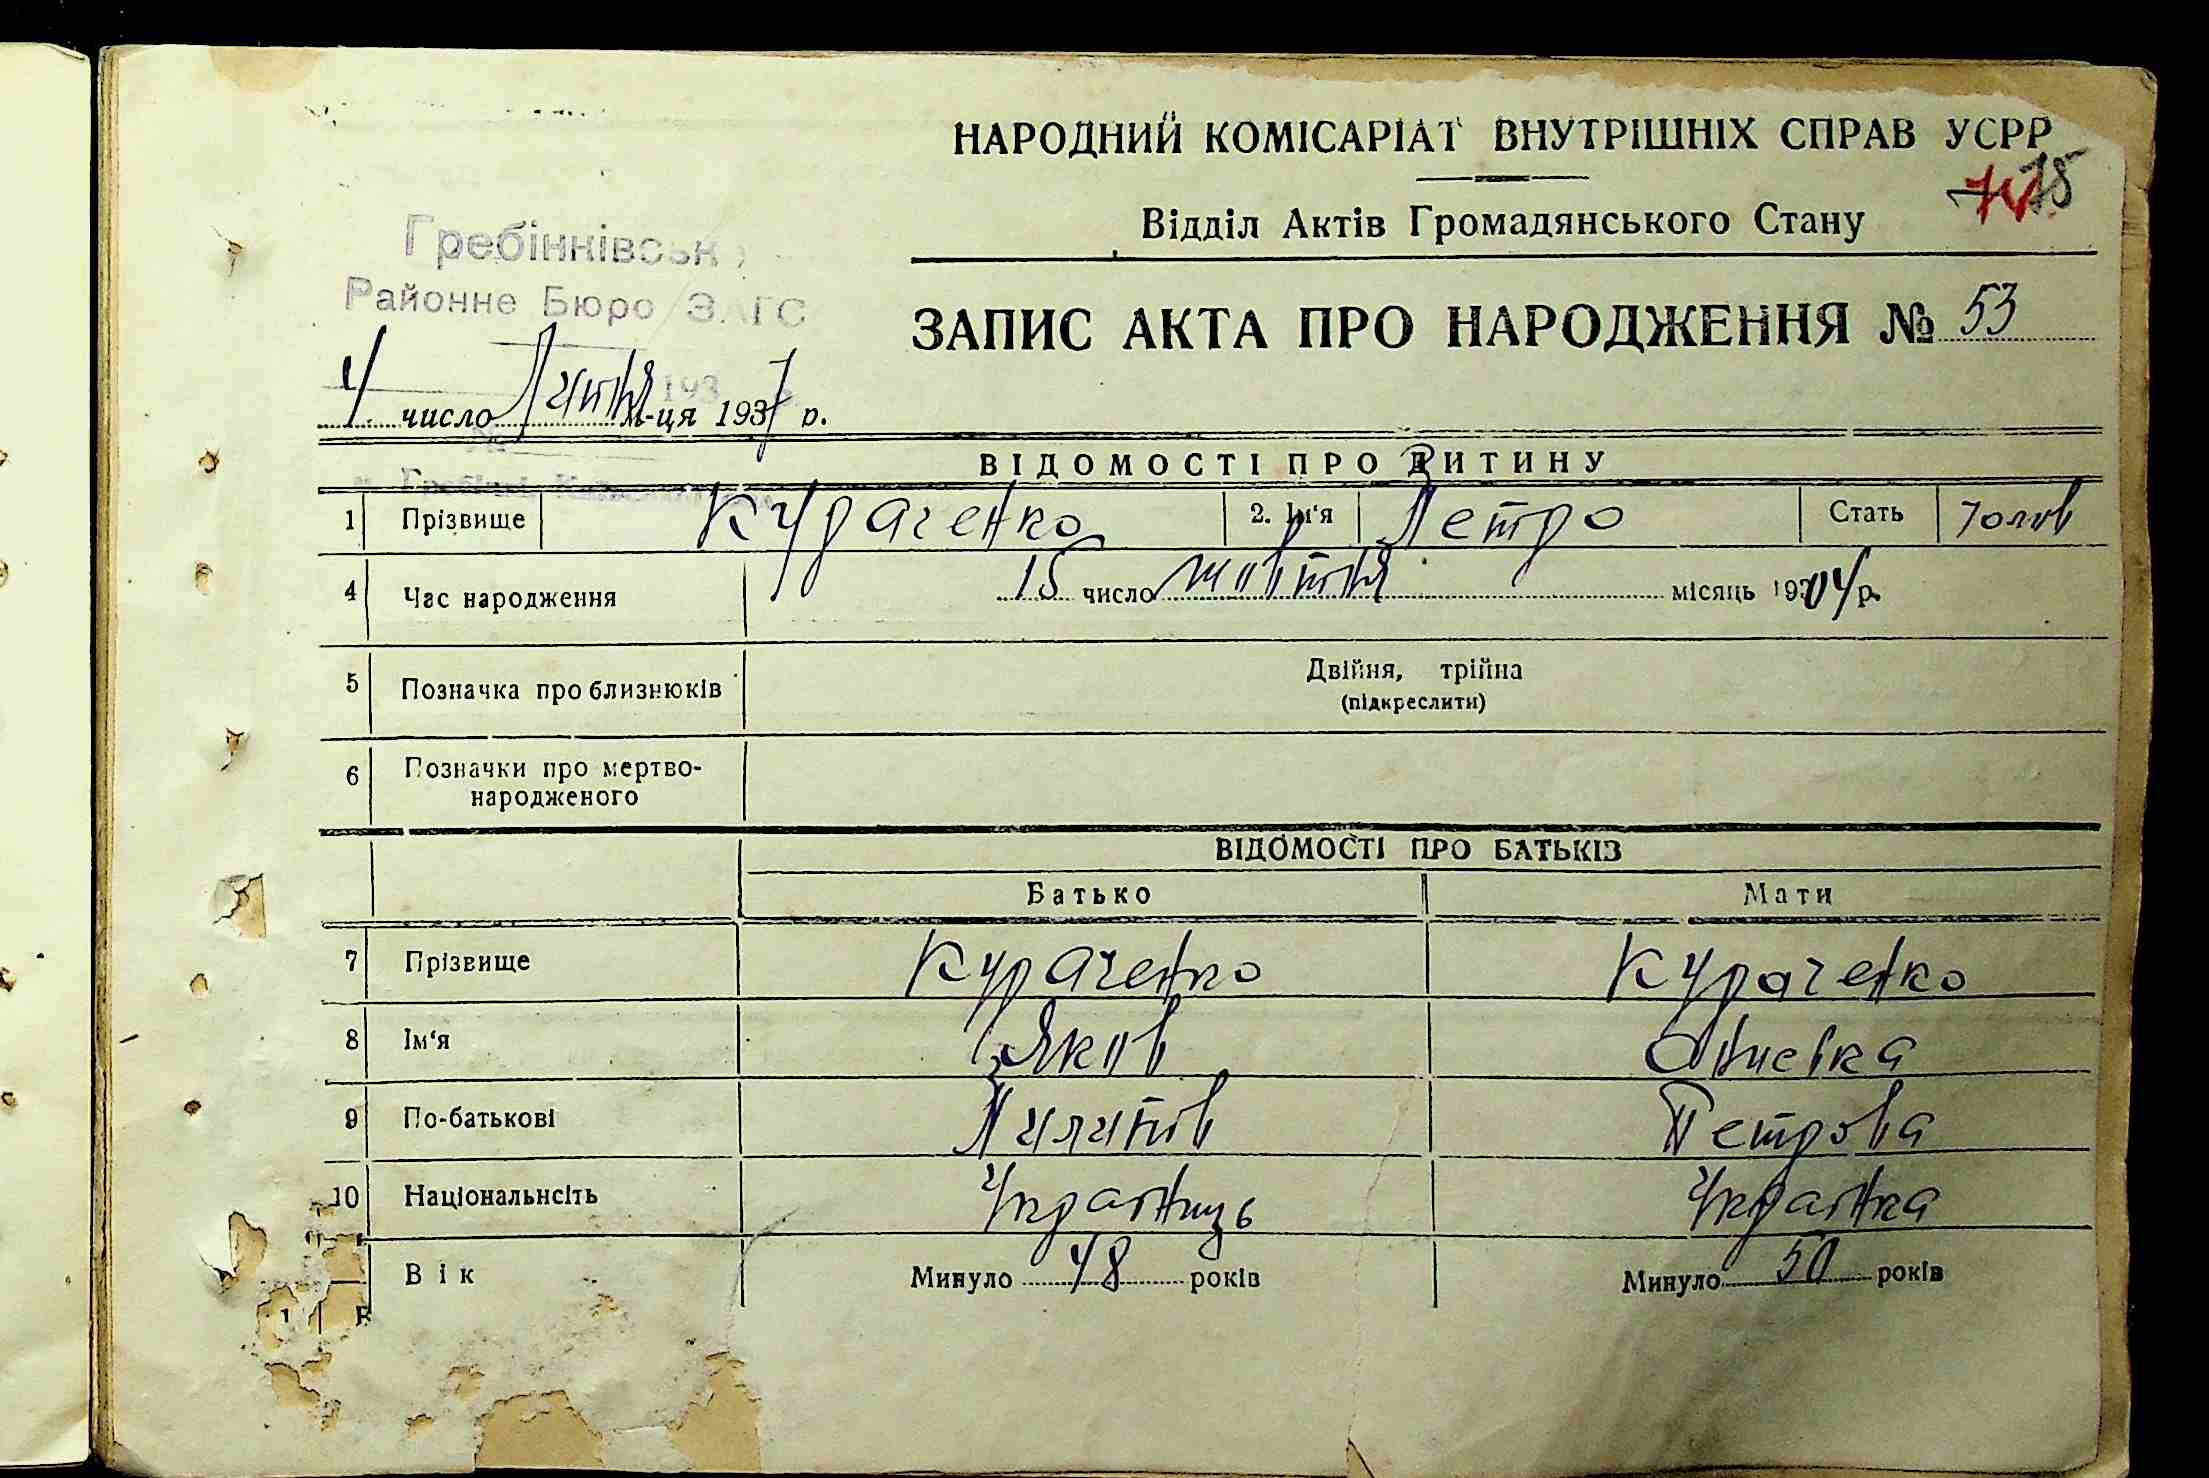 НАРОДНИЙ КОМІСАРІАТ ВНУТРІШНІХ СПРАВ УСРР
75
Відділ Актів Громадянського Стану
Гребінківськ
Районне Бюро ЗАГС
ЗАПИС АКТА ПРО НАРОДЖЕННЯ № 53
193
4 число Липня м-ця 1937 р.
ВІДОМОСТІ ПРО ДИТИНУ
1 Прізвище Кураченко 2. Ім'я Петро Стать Чолов
4 Час народження 15 число жовтня місяць 1904 р.
5 Позначка про близнюків Двійня, трійна
(підкреслити)
6 Позначки про мертво-
народженого
ВІДОМОСТІ ПРО БАТЬКІВ
Батько Мати
7 Прізвище Кураченко Кураченко
8 Ім'я Яков
9 По-батькові Пилипов Петрова
10 Національнсіть Українець Українка
Вік Минуло 48 років Минуло 50 років